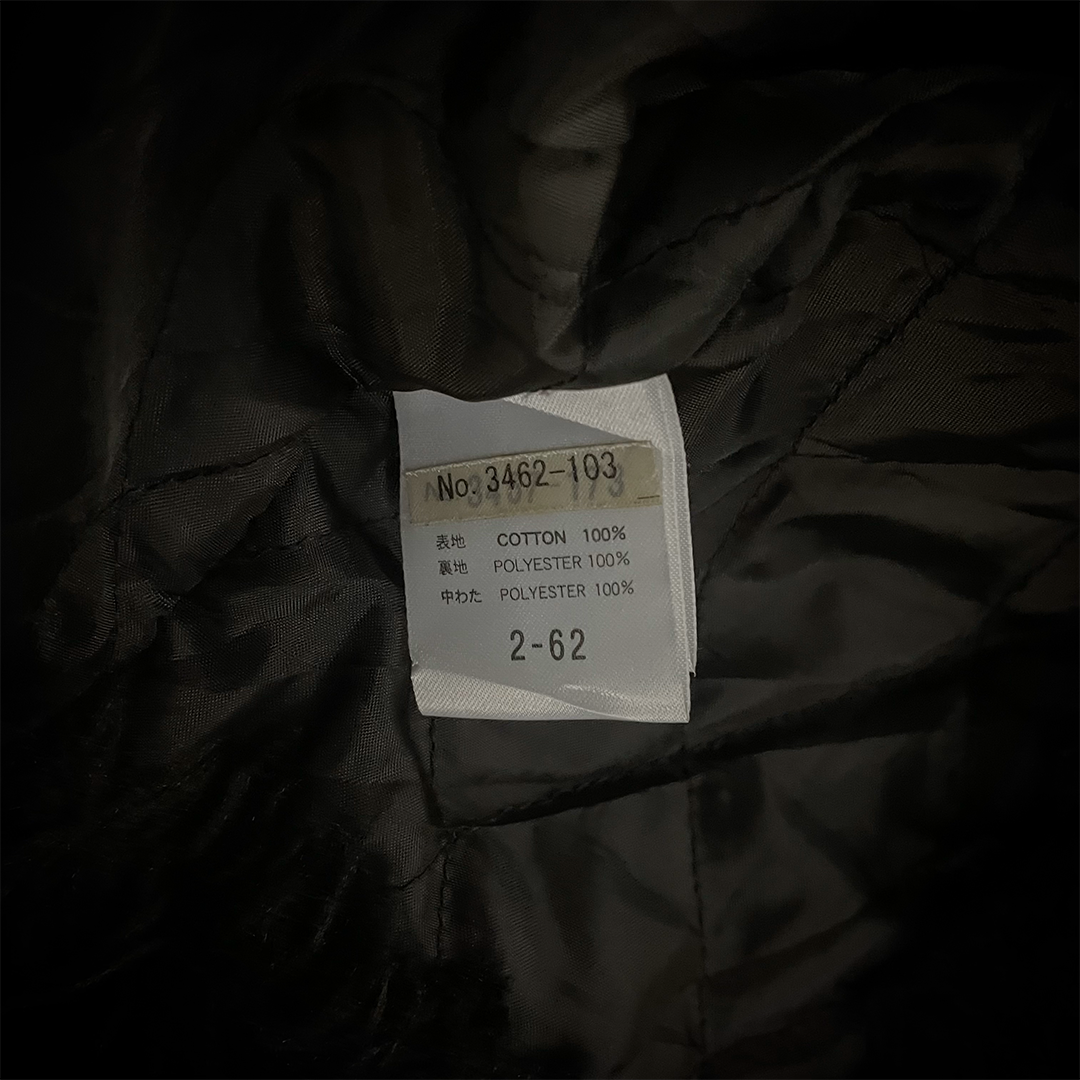 No. 3462-103
表地 COTTON 100%
裏地 POLYESTER 100%
中わた POLYESTER 100%
2-62